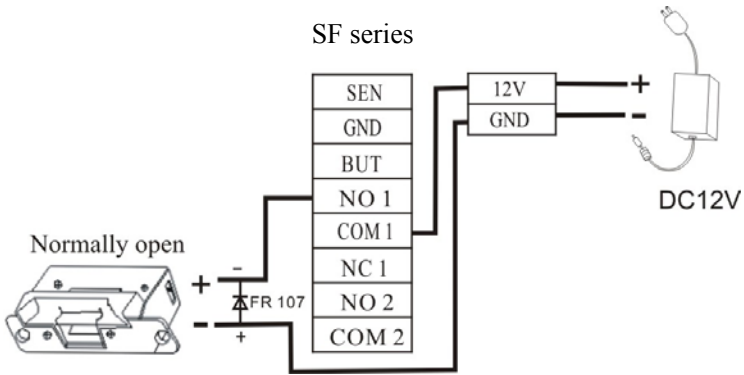 SF series
SEN
GND
BUT
NO 1
COM 1
NC 1
NO 2
COM 2
12V
GND
+
-
DC12V
Normally open
+
-
-
FR 107
+